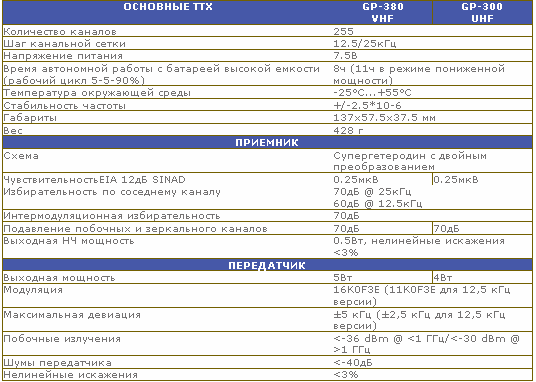 ОСНОВНЫЕ ТТХ GP-380 GP-300
VHF UHF
Количество каналов 255
Шаг канальной сетки 12.5/25кГц
Напряжение питания 7.5В
Время автономной работы с батареей высокой емкости 8ч (11ч в режиме пониженной
(рабочий цикл 5-5-90%) мощности)
Температура окружающей среды -25°С...+55°С
Стабильность частоты +/-2.5*10-6
Габариты 137х57.5х37.5 мм
Вес 428 г
ПРИЕМНИК
Схема Супергетеродин с двойным
преобразованием
ЧувствительностьEIA 12дБ SINAD 0.25мкВ 0.25мкВ
Избирательность по соседнему каналу 70дБ @ 25кГц
60дБ @ 12.5кГц
Интермодуляционная избирательность 70дБ
Подавление побочных и зеркального каналов 70дБ 70дБ
Выходная НЧ мощность 0.5Вт, нелинейные искажения
<3%
ПЕРЕДАТЧИК
Выходная мощность 5Вт 4Вт
Модуляция 16K0F3E (11K0F3E для 12,5 кГц
версии)
Максимальная девиация ±5 кГц (±2,5 кГц для 12,5 кГц
версии)
Побочные излучения <-36 dBm @ <1 ГГц/<-30 dBm @
>1 ГГц
Шумы передатчика <-40дБ
Нелинейные искажения <3%